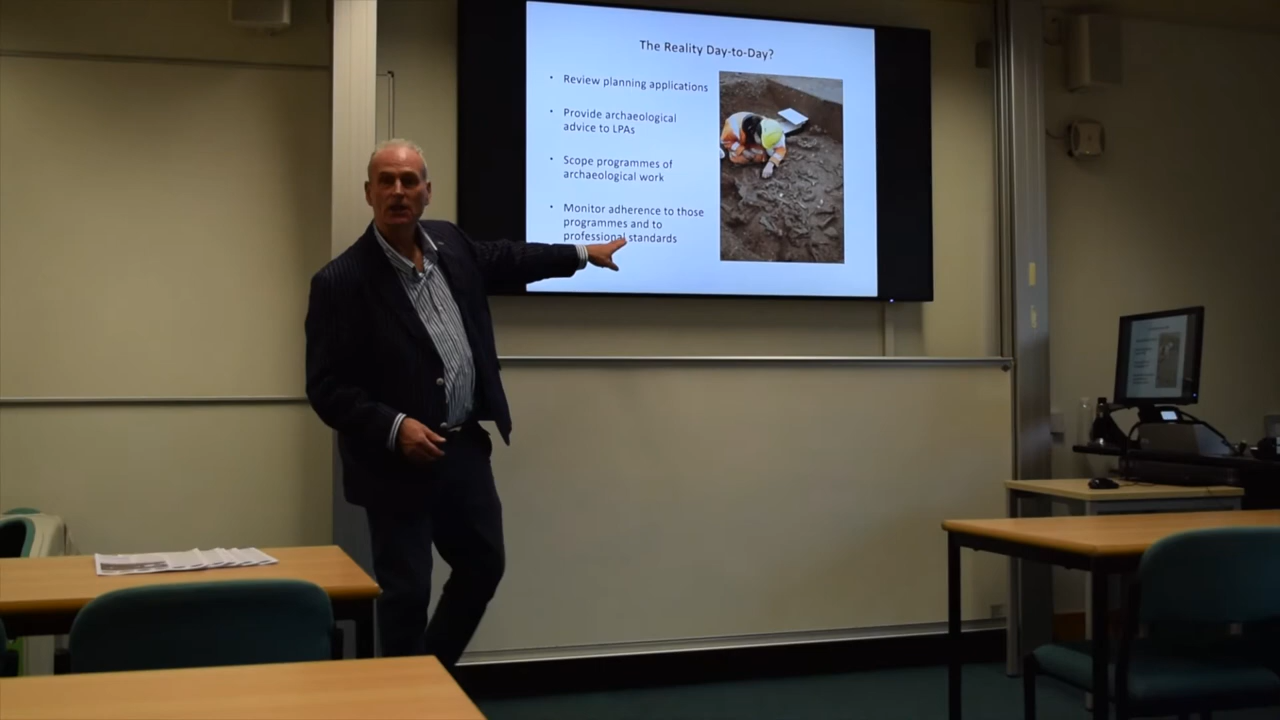 The Reality Day-to-Day?
• Review planning applications
• Provide archaeological
advice to LPAs
• Scope programmes of
archaeological work
• Monitor adherence to those
programmes and to
professional standards